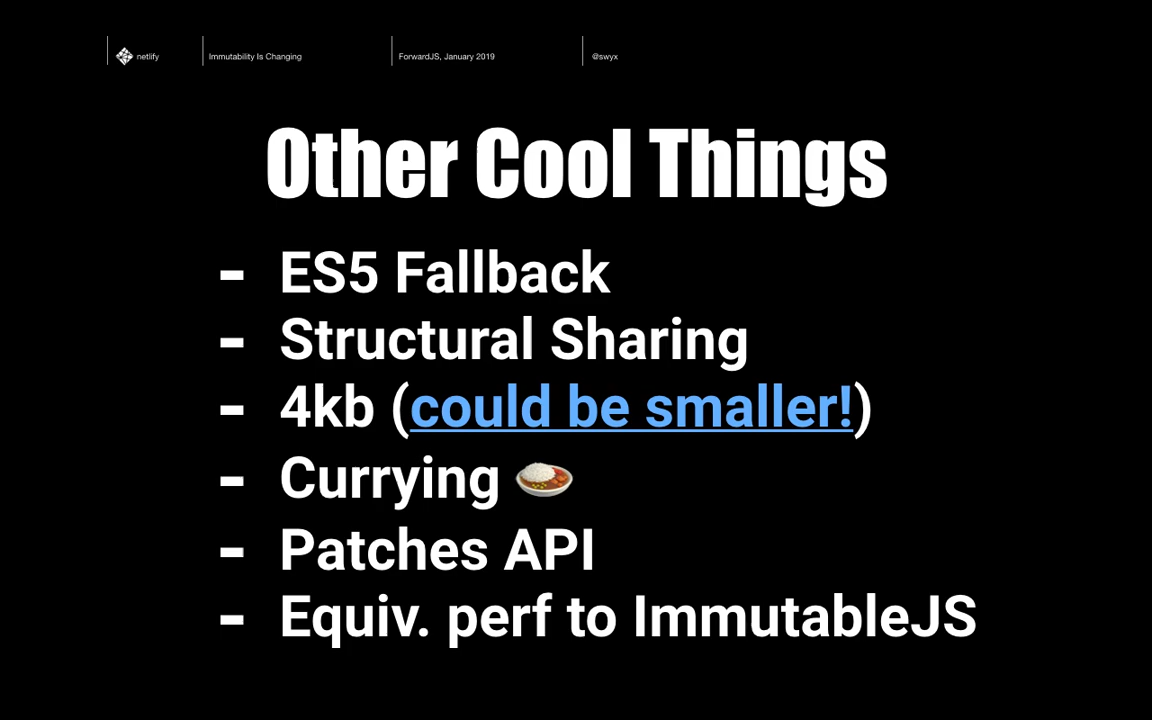 netlify
Immutability Is Changing
ForwardJS, January 2019
@swyx
Other Cool Things
- ES5 Fallback
- Structural Sharing
- 4kb (could be smaller!)
- Currying 🍛
- Patches API
- Equiv. perf to ImmutableJS